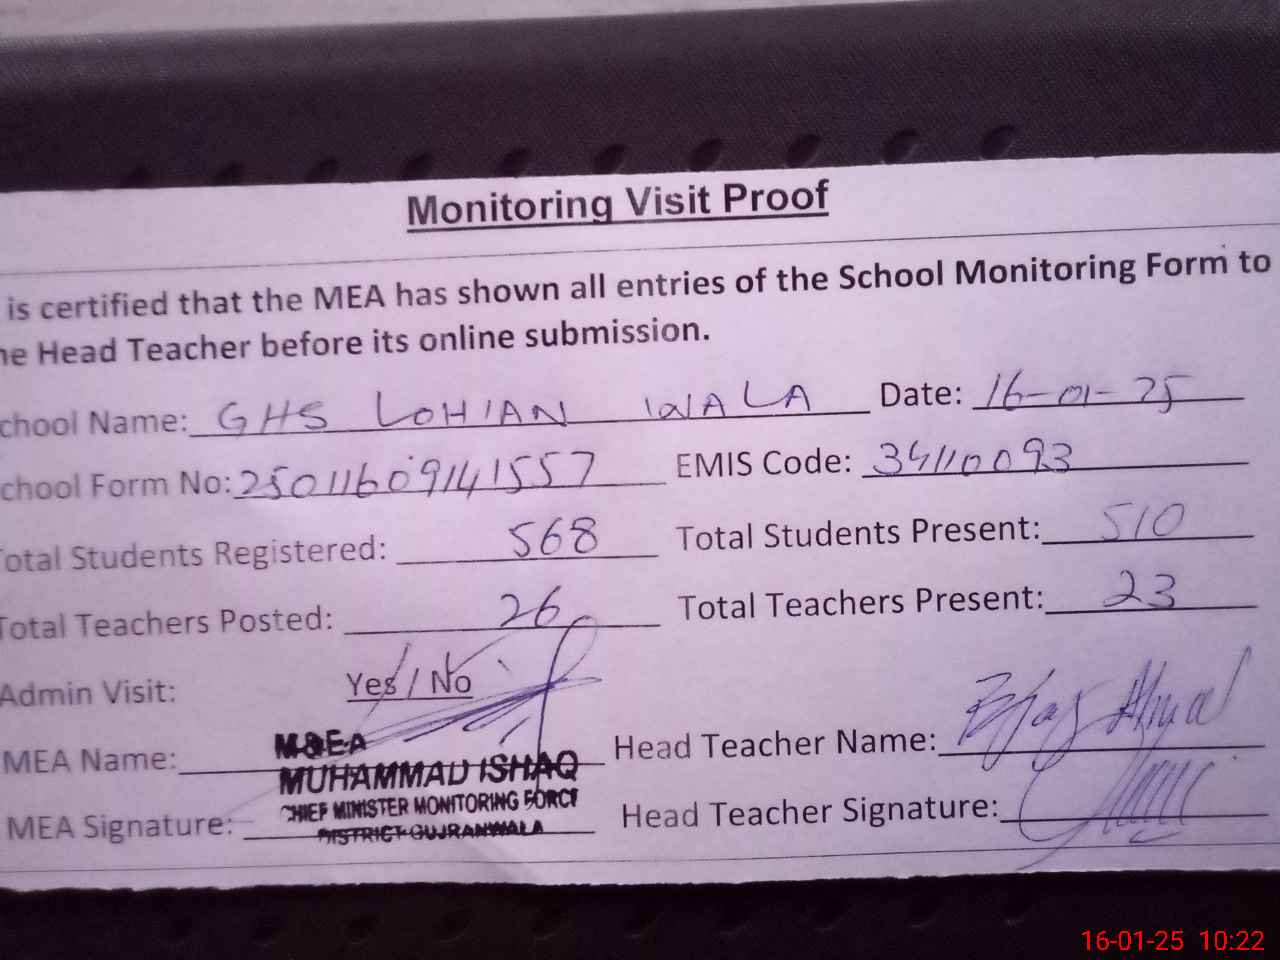 Monitoring Visit Proof
is certified that the MEA has shown all entries of the School Monitoring Form to
he Head Teacher before its online submission.
chool Name: GHS LOHIAN WALA Date: 16-01-25
chool Form No: 25011609141557 EMIS Code: 34110093
Total Students Registered: 568 Total Students Present: 510
Total Teachers Posted: 26 Total Teachers Present: 23
Admin Visit: Yes / No
MEA Name: M&EA Head Teacher Name:
MUHAMMAD ISHAQ
MEA Signature: CHIEF MINISTER MONITORING FORCE Head Teacher Signature:
DISTRICT GUJRANWALA
16-01-25 10:22